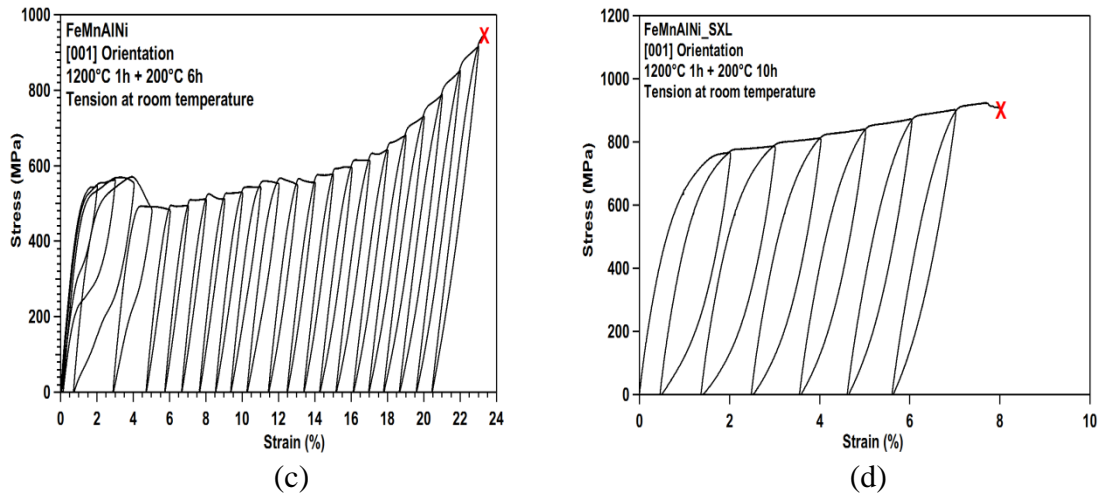 FeMnAlNi
[001] Orientation
1200°C 1h + 200°C 6h
Tension at room temperature
Stress (MPa)
1000
800
600
400
200
0
0 2 4 6 8 10 12 14 16 18 20 22 24
Strain (%)
X
(c)
FeMnAlNi_SXL
[001] Orientation
1200°C 1h + 200°C 10h
Tension at room temperature
Stress (MPa)
1200
1000
800
600
400
200
0
0 2 4 6 8 10
Strain (%)
X
(d)